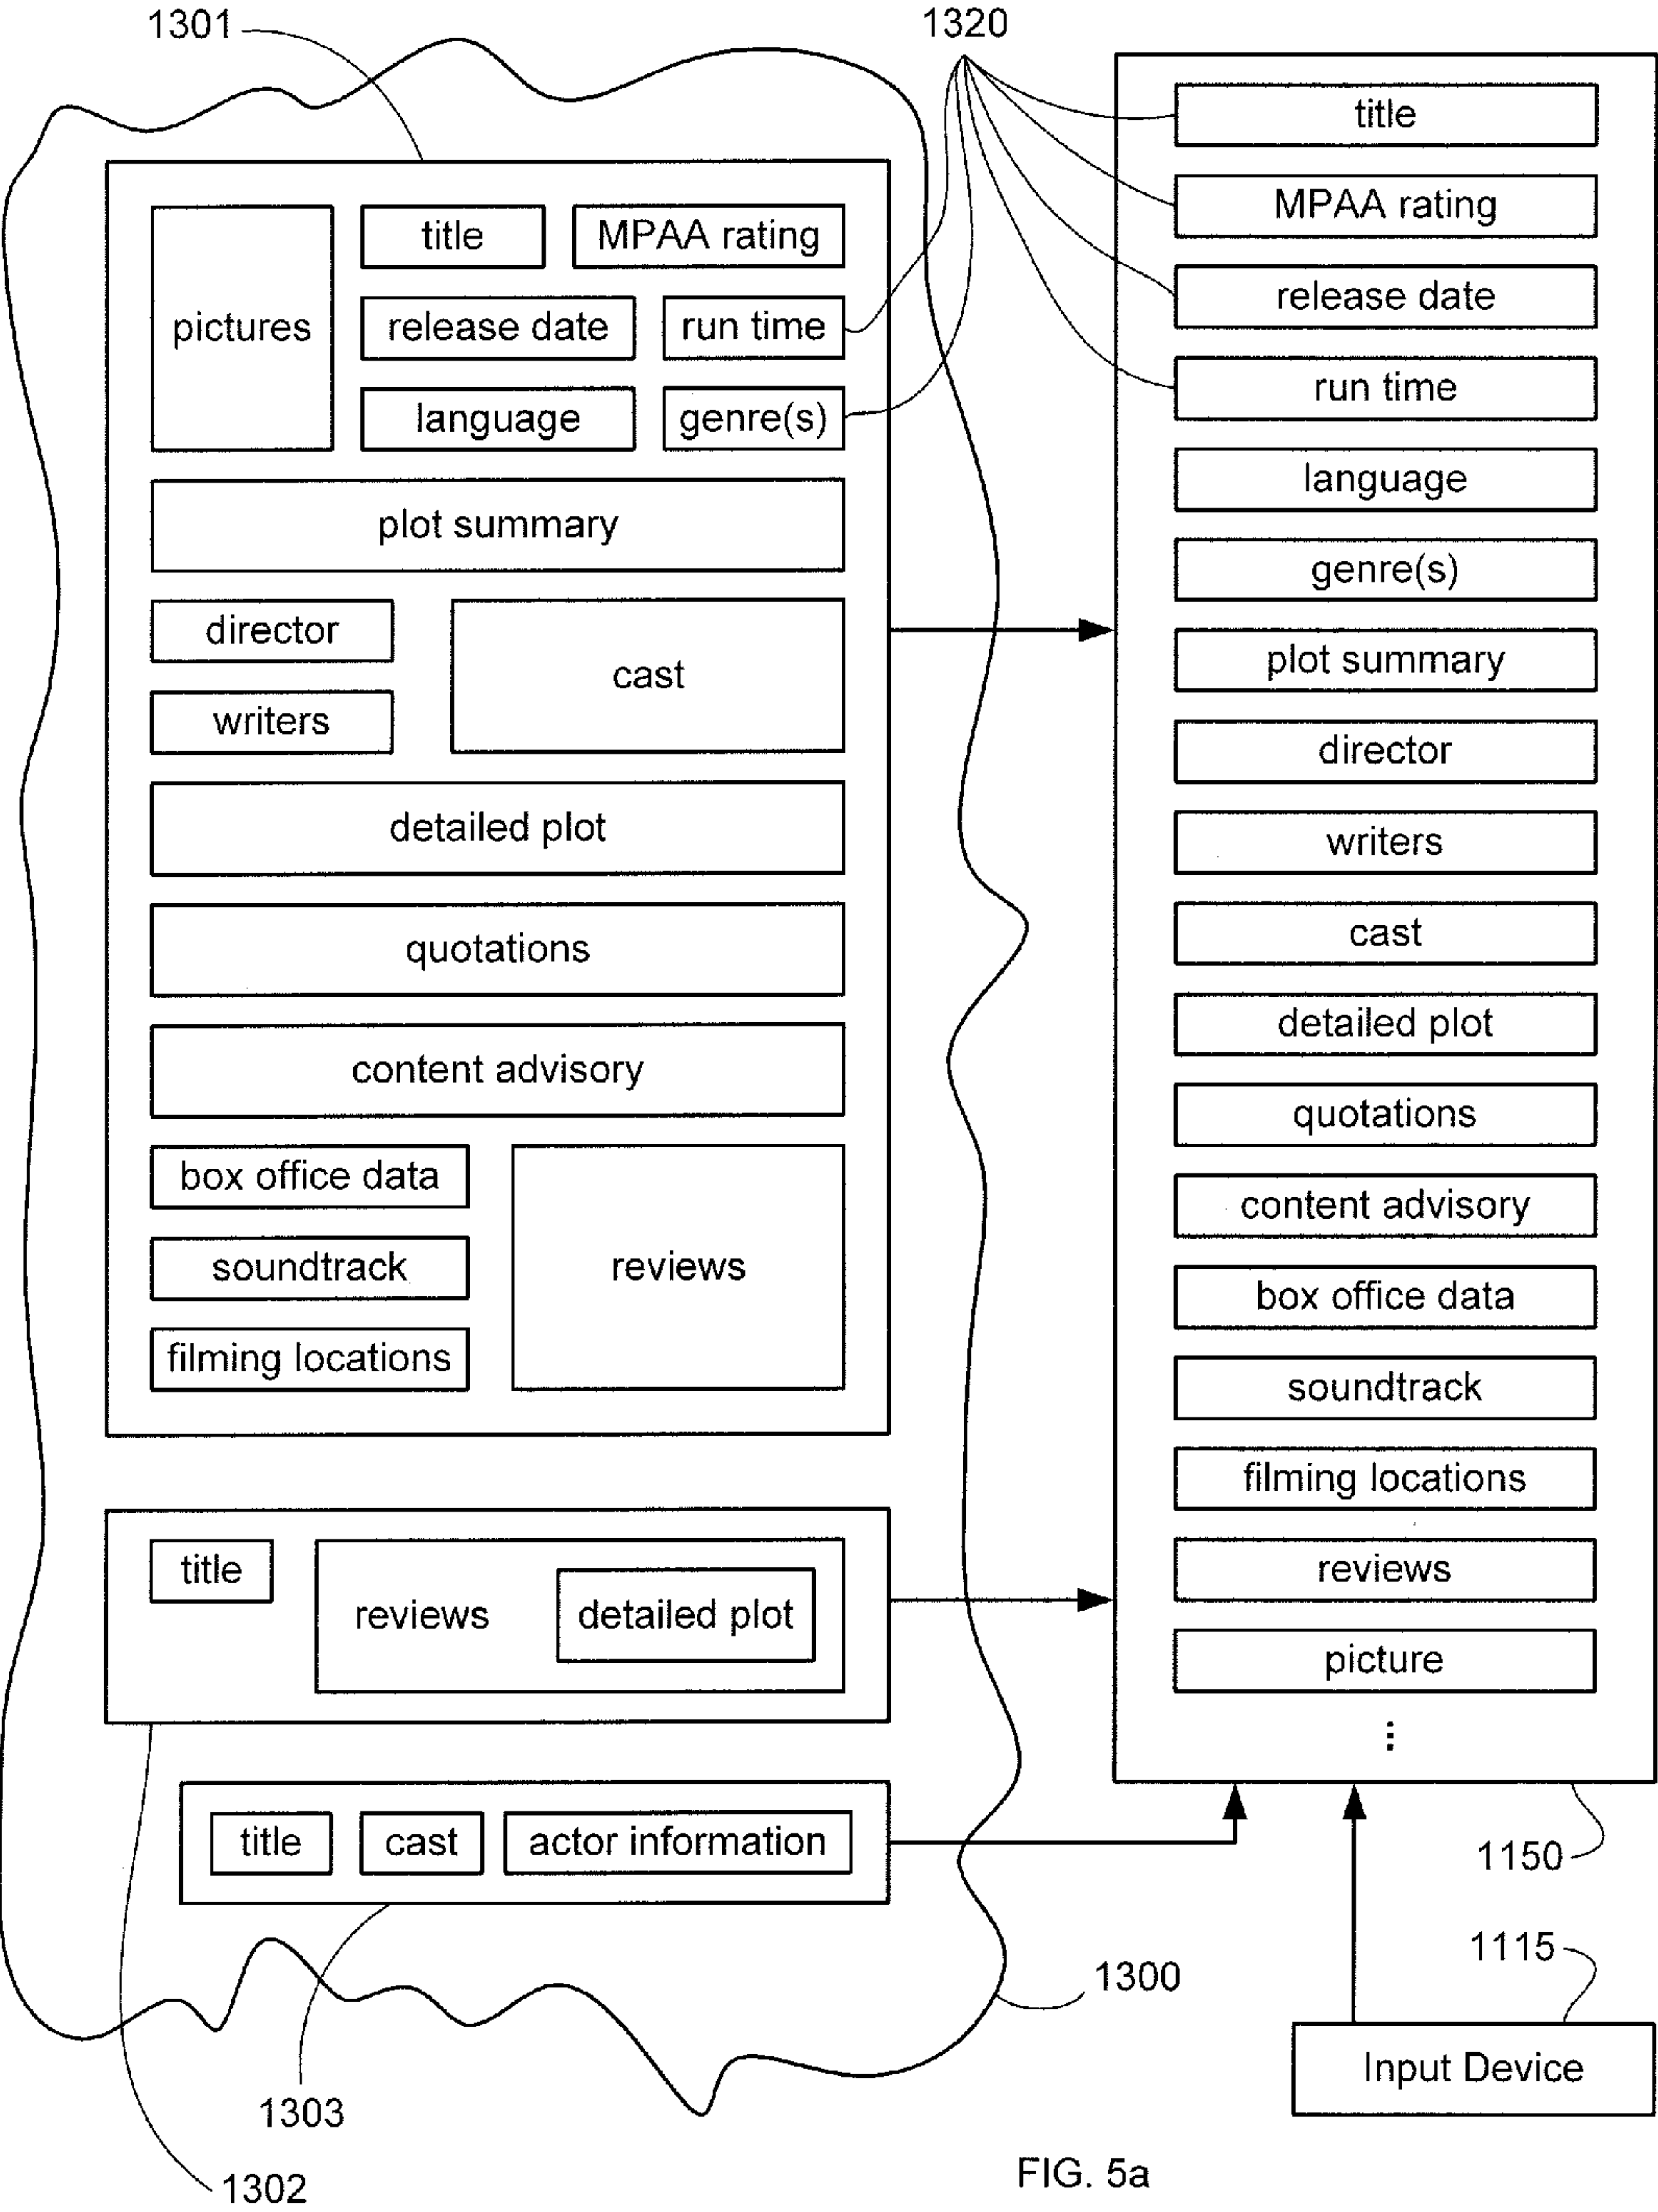 1301
1320
pictures
title
MPAA rating
release date
run time
language
genre(s)
plot summary
director
cast
writers
detailed plot
quotations
content advisory
box office data
reviews
soundtrack
filming locations
title
reviews
detailed plot
title
cast
actor information
title
MPAA rating
release date
run time
language
genre(s)
plot summary
director
writers
cast
detailed plot
quotations
content advisory
box office data
soundtrack
filming locations
reviews
picture
⋮
1150
1115
1300
Input Device
1303
1302
FIG. 5a